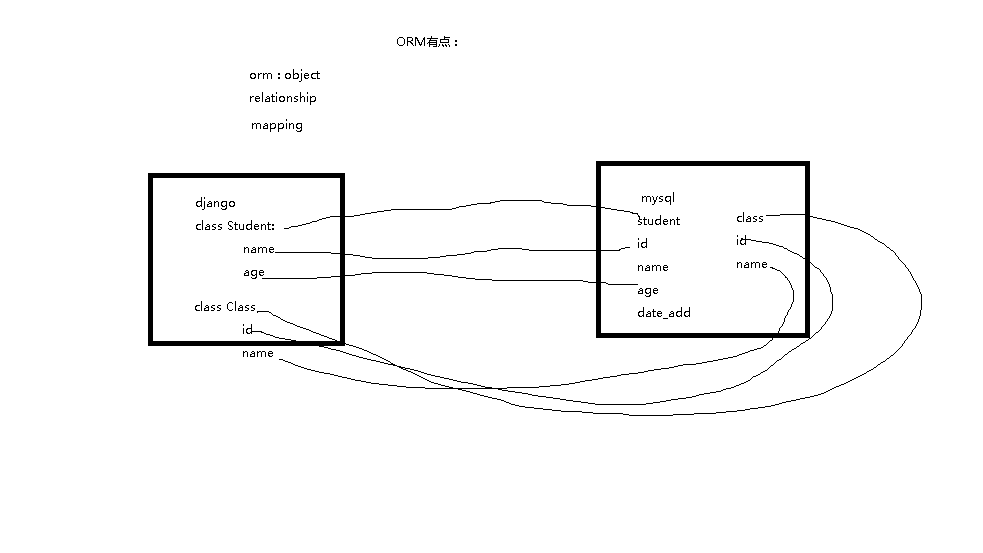 ORM有点：
orm : object
relationship
mapping
django
class Student:
name
age
class Class
id
name
mysql
student
id
name
age
date_add
class
id
name